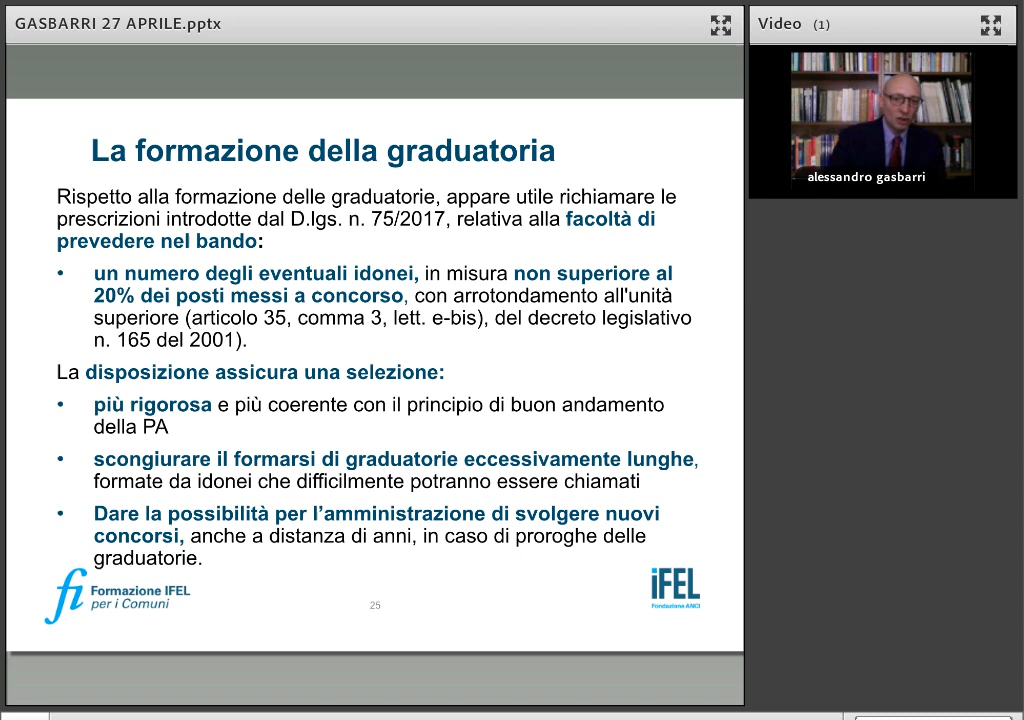 GASBARRI 27 APRILE.pptx
Video (1)
alessandro gasbarri
La formazione della graduatoria
Rispetto alla formazione delle graduatorie, appare utile richiamare le
prescrizioni introdotte dal D.lgs. n. 75/2017, relativa alla facoltà di
prevedere nel bando:
• un numero degli eventuali idonei, in misura non superiore al
20% dei posti messi a concorso, con arrotondamento all'unità
superiore (articolo 35, comma 3, lett. e-bis), del decreto legislativo
n. 165 del 2001).
La disposizione assicura una selezione:
• più rigorosa e più coerente con il principio di buon andamento
della PA
• scongiurare il formarsi di graduatorie eccessivamente lunghe,
formate da idonei che difficilmente potranno essere chiamati
• Dare la possibilità per l’amministrazione di svolgere nuovi
concorsi, anche a distanza di anni, in caso di proroghe delle
graduatorie.
fi Formazione IFEL
per i Comuni
25
iFEL
Fondazione ANCI